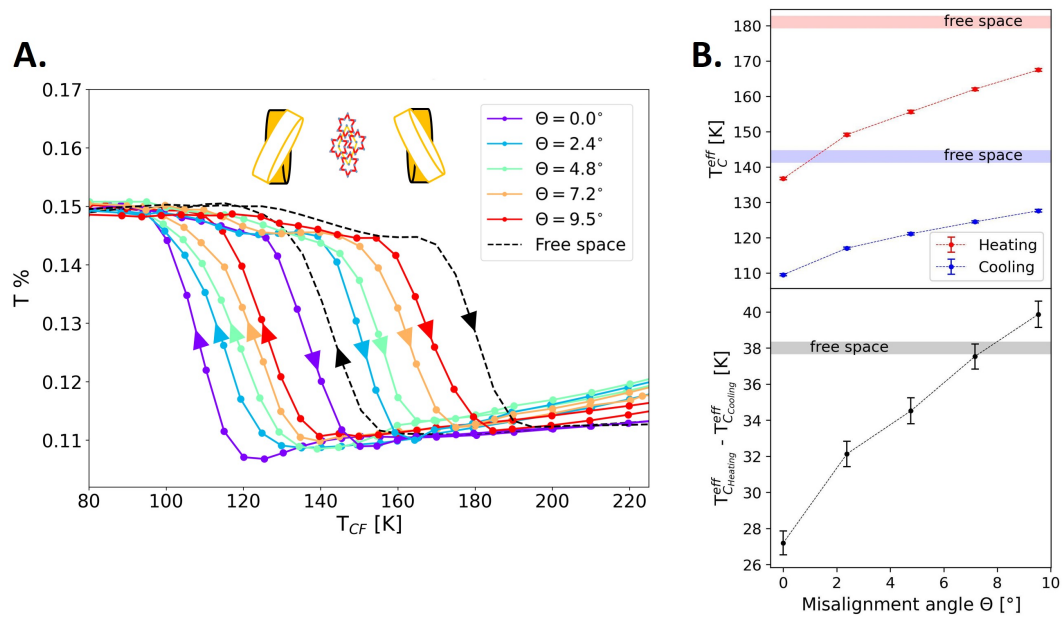 A.
0.17
0.16
0.15
0.14
0.13
0.12
0.11
T %
80
100
120
140
160
180
200
220
T_CF [K]
Θ = 0.0°
Θ = 2.4°
Θ = 4.8°
Θ = 7.2°
Θ = 9.5°
Free space
B.
180
170
160
150
140
130
120
110
T_C^eff [K]
free space
free space
Heating
Cooling
40
38
36
34
32
30
28
26
T_C_Heating^eff - T_C_Cooling^eff [K]
free space
0
2
4
6
8
10
Misalignment angle Θ [°]